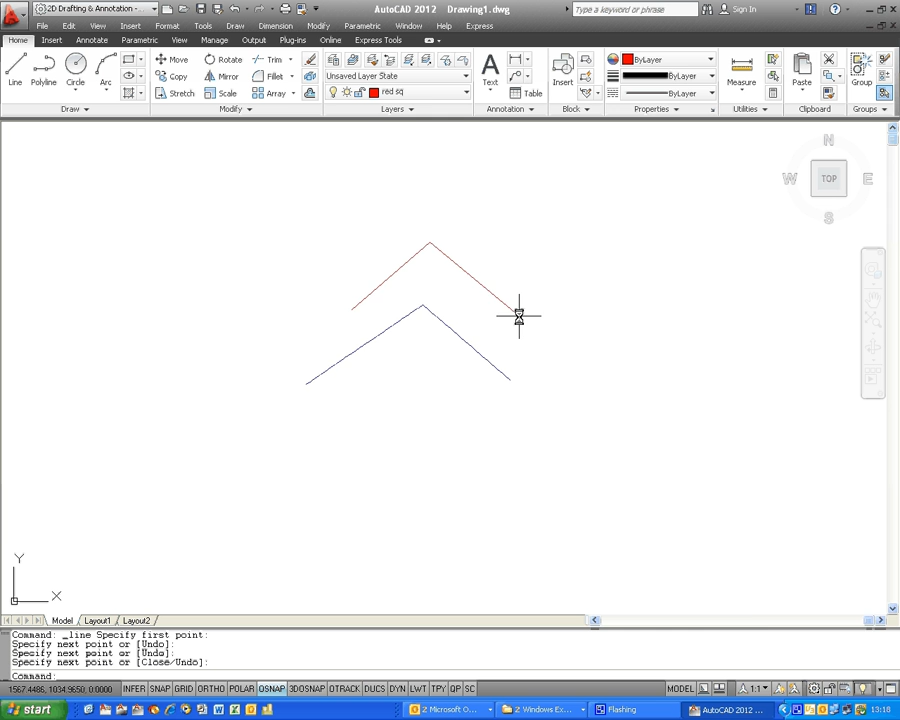 2D Drafting & Annotation -
AutoCAD 2012 Drawing1.dwg
Type a keyword or phrase
Sign In
File Edit View Insert Format Tools Draw Dimension Modify Parametric Window Help Express
Home Insert Annotate Parametric View Manage Output Plug-ins Express Tools
Line Polyline Circle Arc
Move Rotate Trim
Copy Mirror Fillet
Stretch Scale Array
Unsaved Layer State
red sq
Text Table
Insert
ByLayer
ByLayer
ByLayer
Measure
Paste
Group
Draw Modify Layers Annotation Block Properties Utilities Clipboard Groups
N
W TOP E
S
Y
X
Model Layout1 Layout2
Command: _line Specify first point:
Specify next point or [Undo]:
Specify next point or [Undo]:
Specify next point or [Close/Undo]:
Command:
1567.4486, 1034.9650, 0.0000 INFER SNAP GRID ORTHO POLAR OSNAP 3DOSNAP OTRACK DUCS DYN LWT TPY QP SC MODEL 1:1
start 2 Microsoft O... 2 Windows Ex... Flashing AutoCAD 2012 ... 13:18